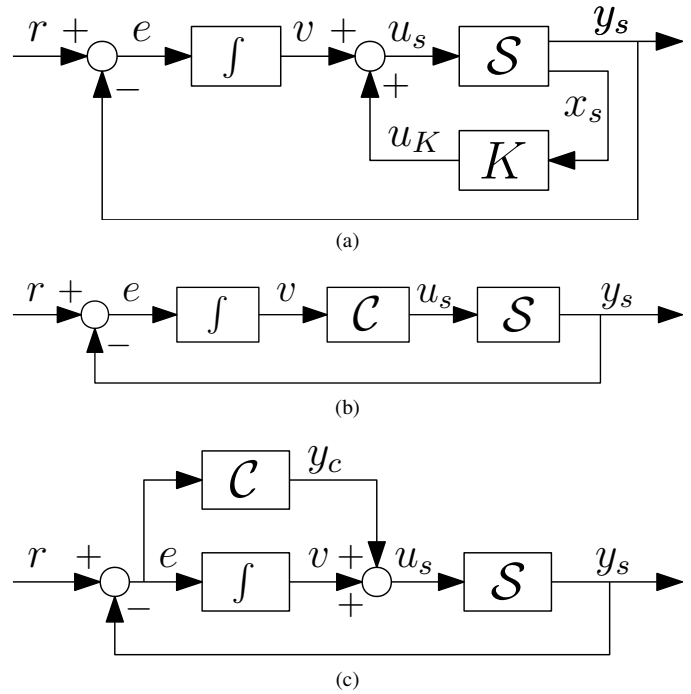 r + e ∫ v + u_s 𝒮 y_s
− + x_s
u_K K
(a)
r + e ∫ v 𝒞 u_s 𝒮 y_s
−
(b)
𝒞 y_c
r + e ∫ v + u_s 𝒮 y_s
− +
(c)